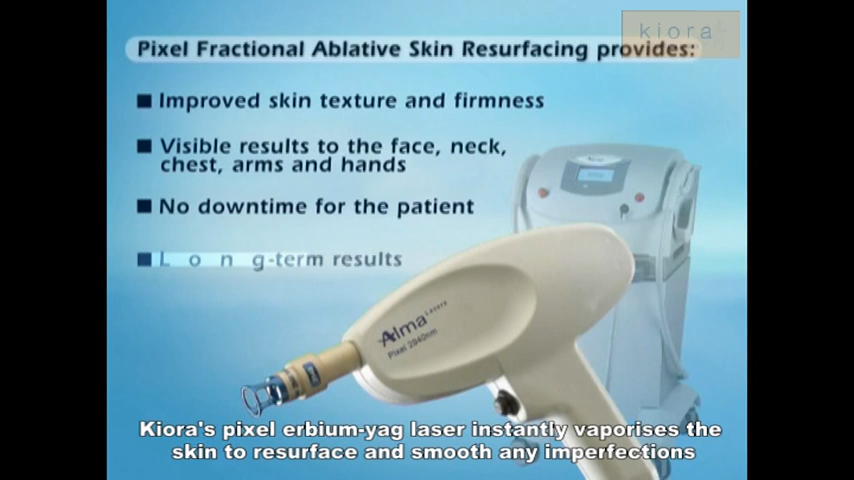 kiora
Pixel Fractional Ablative Skin Resurfacing provides:
Improved skin texture and firmness
Visible results to the face, neck,
chest, arms and hands
No downtime for the patient
Long-term results
Alma Lasers
Pixel 2940nm
Kiora's pixel erbium-yag laser instantly vaporises the
skin to resurface and smooth any imperfections